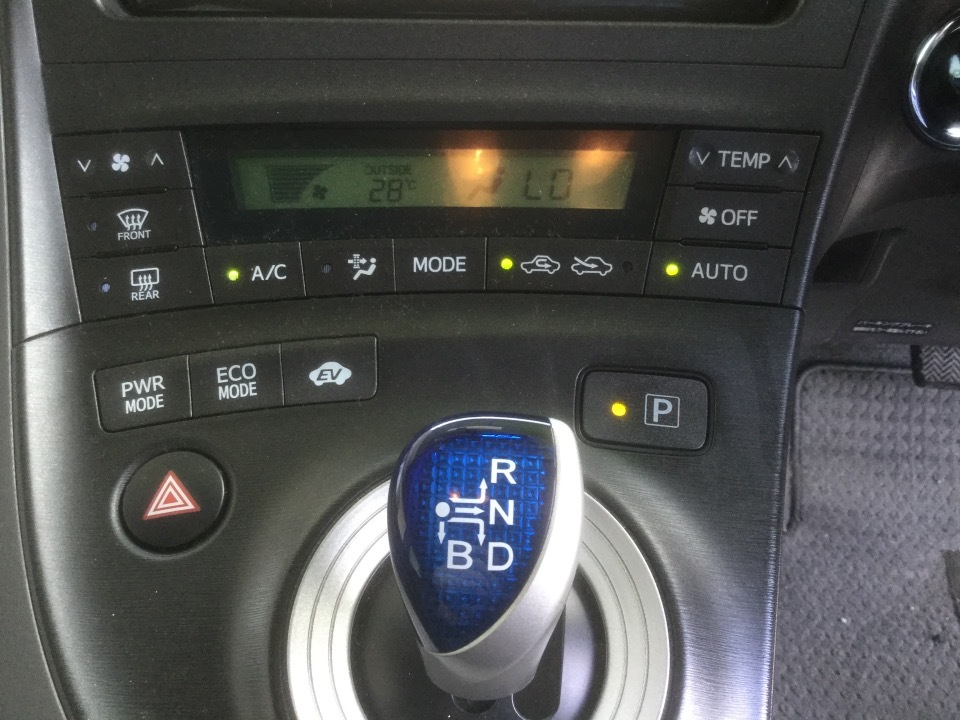 OUTSIDE
28°C
LO
TEMP
FRONT
OFF
REAR
A/C
MODE
AUTO
PWR
MODE
ECO
MODE
EV
P
R
N
B D